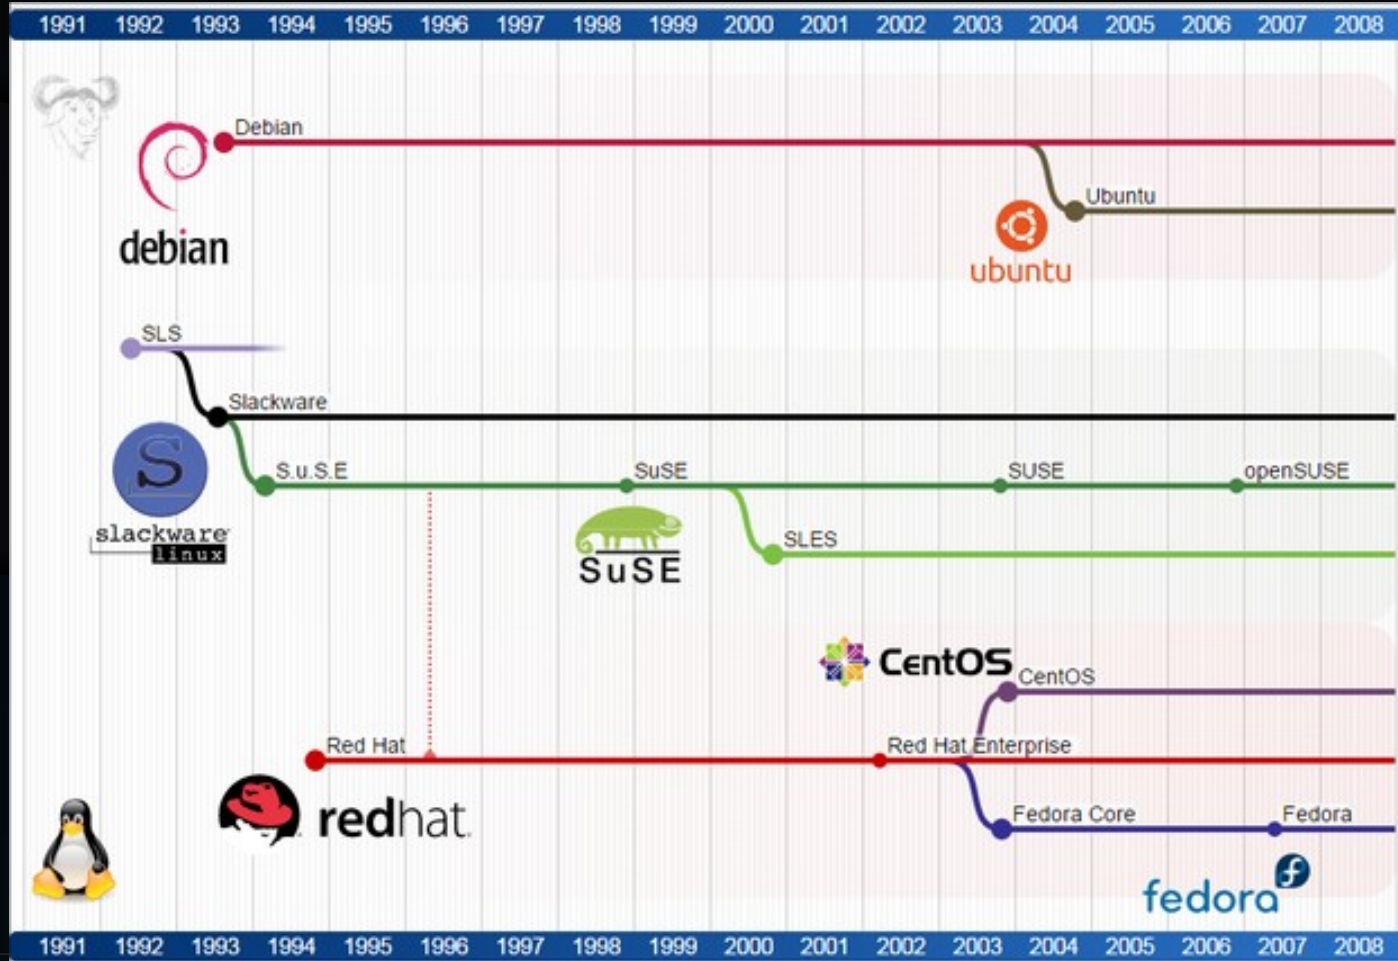 1991 1992 1993 1994 1995 1996 1997 1998 1999 2000 2001 2002 2003 2004 2005 2006 2007 2008
Debian
debian
Ubuntu
ubuntu
SLS
Slackware
S
slackware
linux
S.u.S.E
SuSE
SUSE
openSUSE
SuSE
SLES
CentOS
CentOS
Red Hat
Red Hat Enterprise
redhat.
Fedora Core
Fedora
fedora
1991 1992 1993 1994 1995 1996 1997 1998 1999 2000 2001 2002 2003 2004 2005 2006 2007 2008